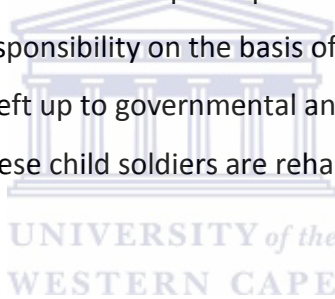 sponsibility on the basis of
eft up to governmental an
ese child soldiers are reha
UNIVERSITY of the
WESTERN CAPE